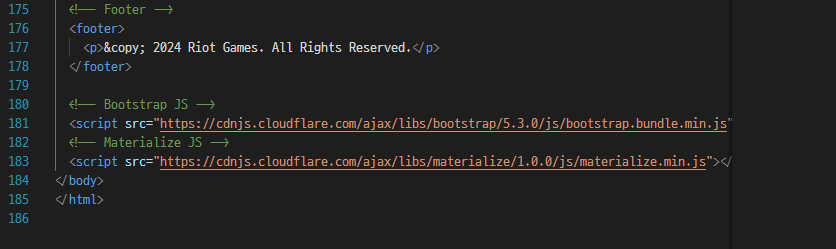 175 <!-- Footer -->
176 <footer>
177 <p>&copy; 2024 Riot Games. All Rights Reserved.</p>
178 </footer>
179
180 <!-- Bootstrap JS -->
181 <script src="https://cdnjs.cloudflare.com/ajax/libs/bootstrap/5.3.0/js/bootstrap.bundle.min.js"
182 <!-- Materialize JS -->
183 <script src="https://cdnjs.cloudflare.com/ajax/libs/materialize/1.0.0/js/materialize.min.js"></
184 </body>
185 </html>
186